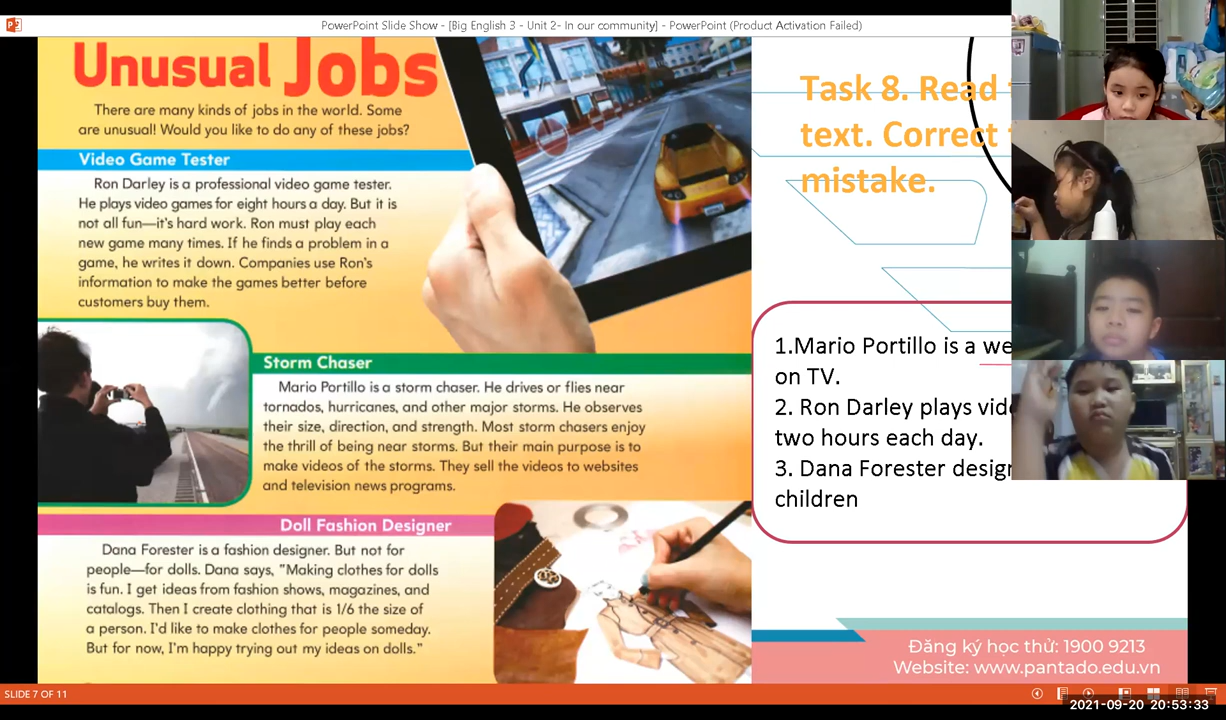 PowerPoint Slide Show - [Big English 3 - Unit 2- In our community] - PowerPoint (Product Activation Failed)
Unusual Jobs
There are many kinds of jobs in the world. Some
are unusual! Would you like to do any of these jobs?
Video Game Tester
Ron Darley is a professional video game tester.
He plays video games for eight hours a day. But it is
not all fun—it's hard work. Ron must play each
new game many times. If he finds a problem in a
game, he writes it down. Companies use Ron's
information to make the games better before
customers buy them.
Storm Chaser
Mario Portillo is a storm chaser. He drives or flies near
tornados, hurricanes, and other major storms. He observes
their size, direction, and strength. Most storm chasers enjoy
the thrill of being near storms. But their main purpose is to
make videos of the storms. They sell the videos to websites
and television news programs.
Doll Fashion Designer
Dana Forester is a fashion designer. But not for
people—for dolls. Dana says, "Making clothes for dolls
is fun. I get ideas from fashion shows, magazines, and
catalogs. Then I create clothing that is 1/6 the size of
a person. I'd like to make clothes for people someday.
But for now, I'm happy trying out my ideas on dolls."
Task 8. Read
text. Correct
mistake.
1.Mario Portillo is a we
on TV.
2. Ron Darley plays vid
two hours each day.
3. Dana Forester desig
children
Đăng ký học thử: 1900 9213
Website: www.pantado.edu.vn
SLIDE 7 OF 11
2021-09-20 20:53:33